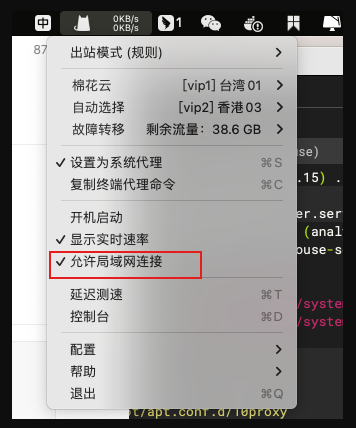 中 0KB/s 1
0KB/s
87
出站模式 (规则)
棉花云 [vip1] 台湾 01
自动选择 [vip2] 香港 03
故障转移 剩余流量：38.6 GB
use)
✓ 设置为系统代理 ⌘S
.15) .
复制终端代理命令 ⌘C
开机启动
er.ser
✓ 显示实时速率
(anal
✓ 允许局域网连接
ouse-s
延迟测速 ⌘T
/system
控制台 ⌘D
/system
配置
帮助
退出 ⌘Q
t/apt.conf.d/10proxy